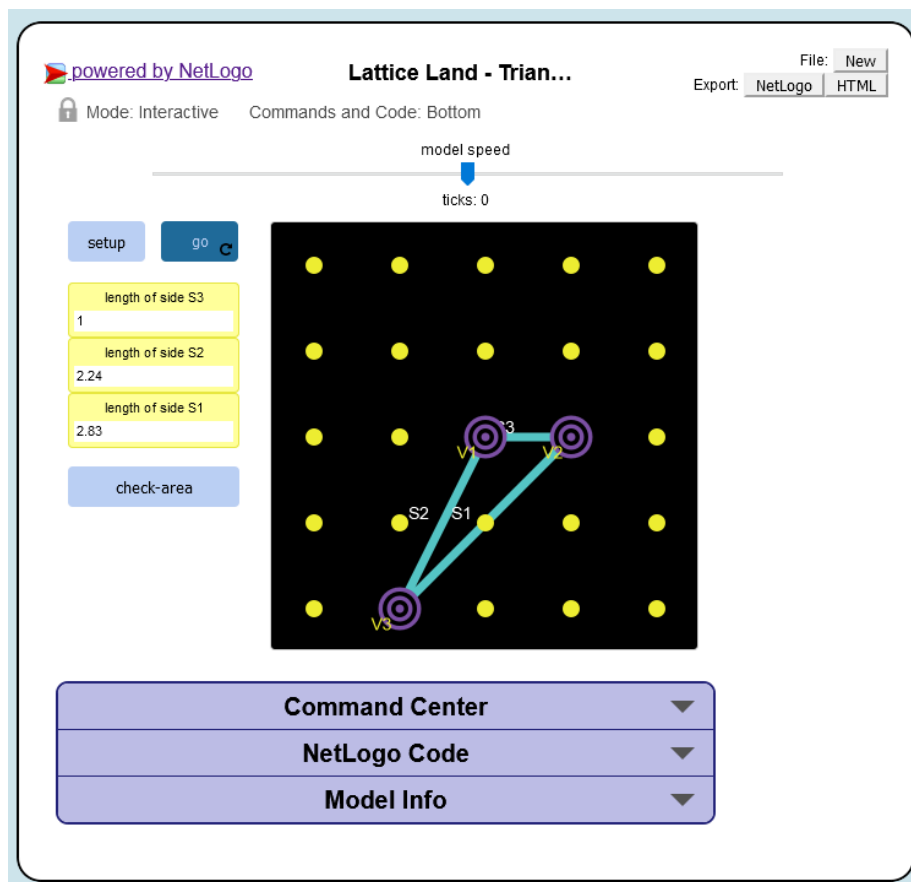 powered by NetLogo
Lattice Land - Trian...
File: New
Export: NetLogo HTML
Mode: Interactive
Commands and Code: Bottom
model speed
ticks: 0
setup
go
length of side S3
1
length of side S2
2.24
length of side S1
2.83
check-area
V1
S3
V2
S2
S1
V3
Command Center
NetLogo Code
Model Info